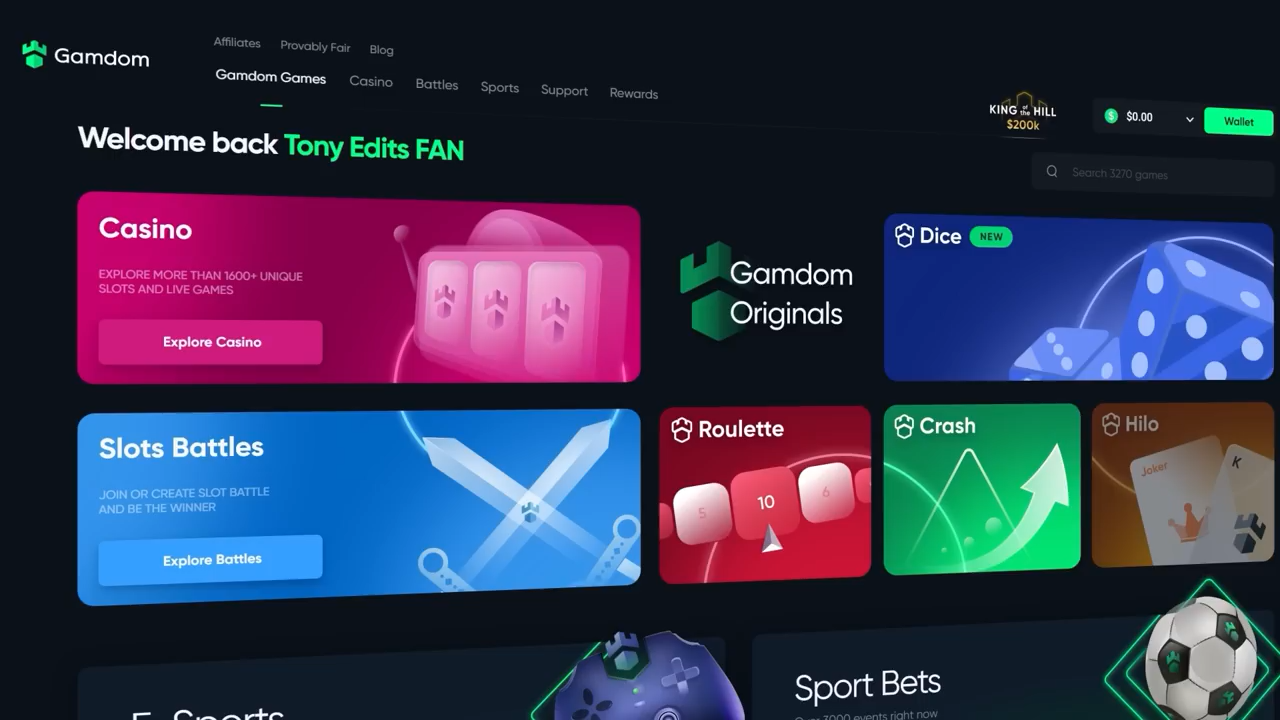 Gamdom
Affiliates Provably Fair Blog
Gamdom Games Casino Battles Sports Support Rewards
KING of the HILL
$200k
$ $0.00
Wallet
Search 3270 games
Welcome back Tony Edits FAN
Casino
EXPLORE MORE THAN 1600+ UNIQUE
SLOTS AND LIVE GAMES
Explore Casino
Gamdom
Originals
Dice NEW
Slots Battles
JOIN OR CREATE SLOT BATTLE
AND BE THE WINNER
Explore Battles
Roulette
5 10 6
Crash
Hilo
Joker
K
E-Sports
Sport Bets
Over 3000 events right now